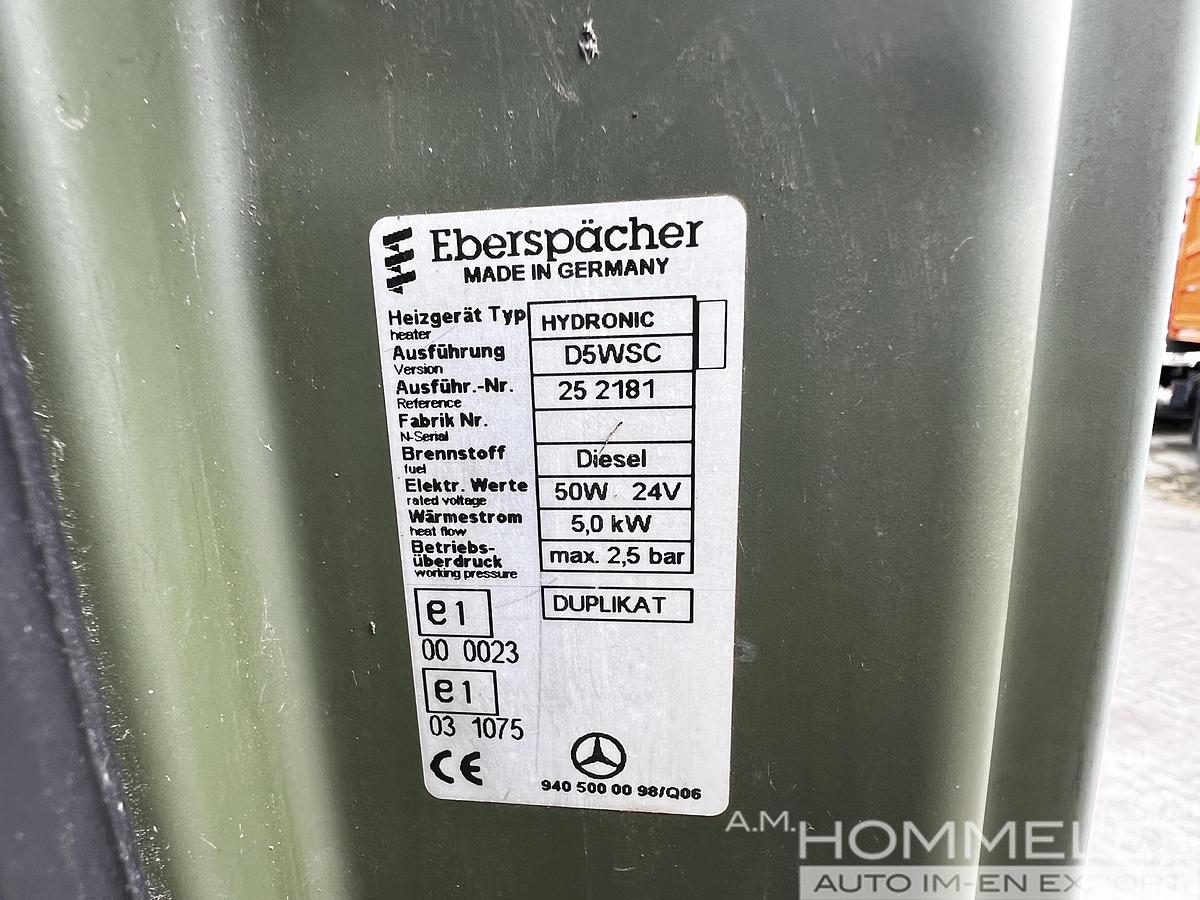 Eberspächer
MADE IN GERMANY
Heizgerät Typ HYDRONIC
heater
Ausführung D5WSC
Version
Ausführ.-Nr. 25 2181
Reference
Fabrik Nr.
N-Serial
Brennstoff Diesel
fuel
Elektr. Werte 50W 24V
rated voltage
Wärmestrom 5,0 kW
heat flow
Betriebs-
überdruck max. 2,5 bar
working pressure
e1 DUPLIKAT
00 0023
e1
03 1075
CE
940 500 00 98/Q06
A.M. HOMMEL
AUTO IM-EN EXPORT